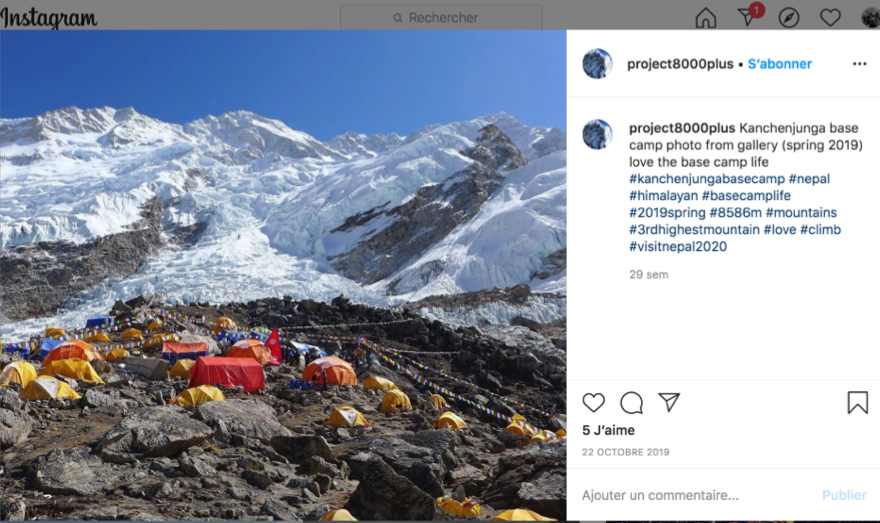 Instagram
Rechercher
1
project8000plus • S'abonner
project8000plus Kanchenjunga base
camp photo from gallery (spring 2019)
love the base camp life
#kanchenjungabasecamp #nepal
#himalayan #basecamplife
#2019spring #8586m #mountains
#3rdhighestmountain #love #climb
#visitnepal2020
29 sem
5 J'aime
22 OCTOBRE 2019
Ajouter un commentaire...
Publier